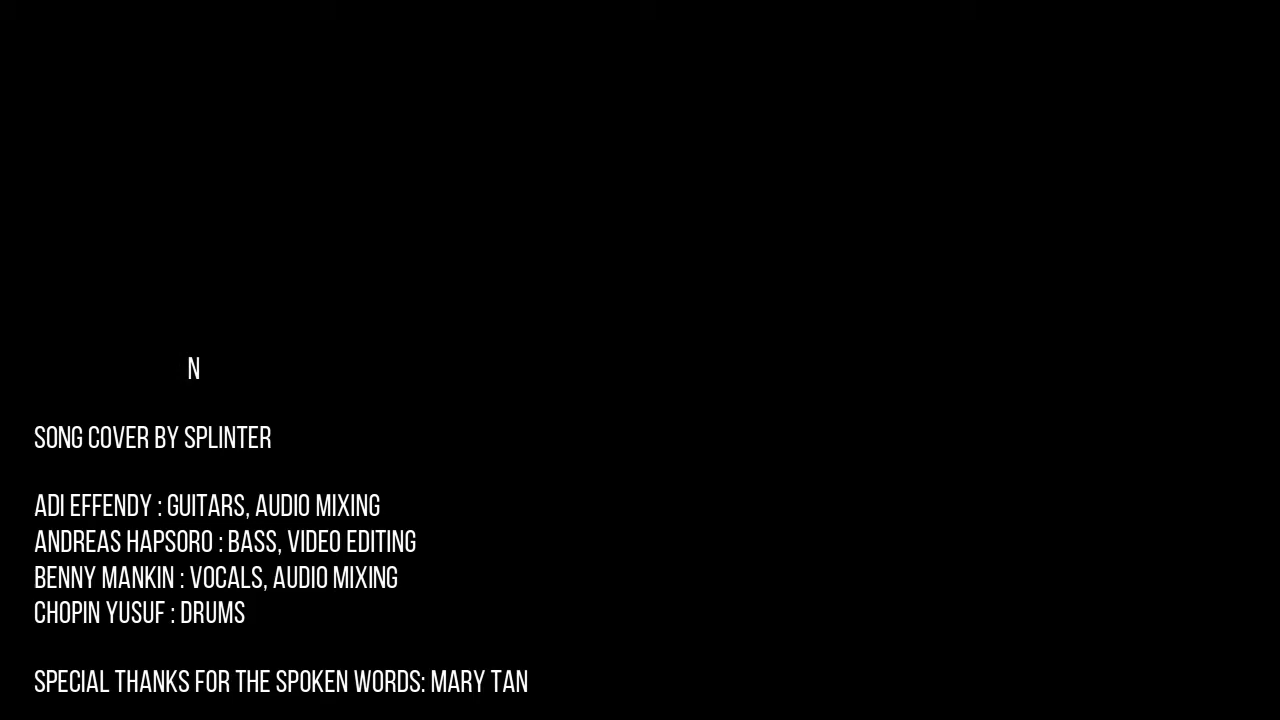 N
SONG COVER BY SPLINTER
ADI EFFENDY : GUITARS, AUDIO MIXING
ANDREAS HAPSORO : BASS, VIDEO EDITING
BENNY MANKIN : VOCALS, AUDIO MIXING
CHOPIN YUSUF : DRUMS
SPECIAL THANKS FOR THE SPOKEN WORDS: MARY TAN